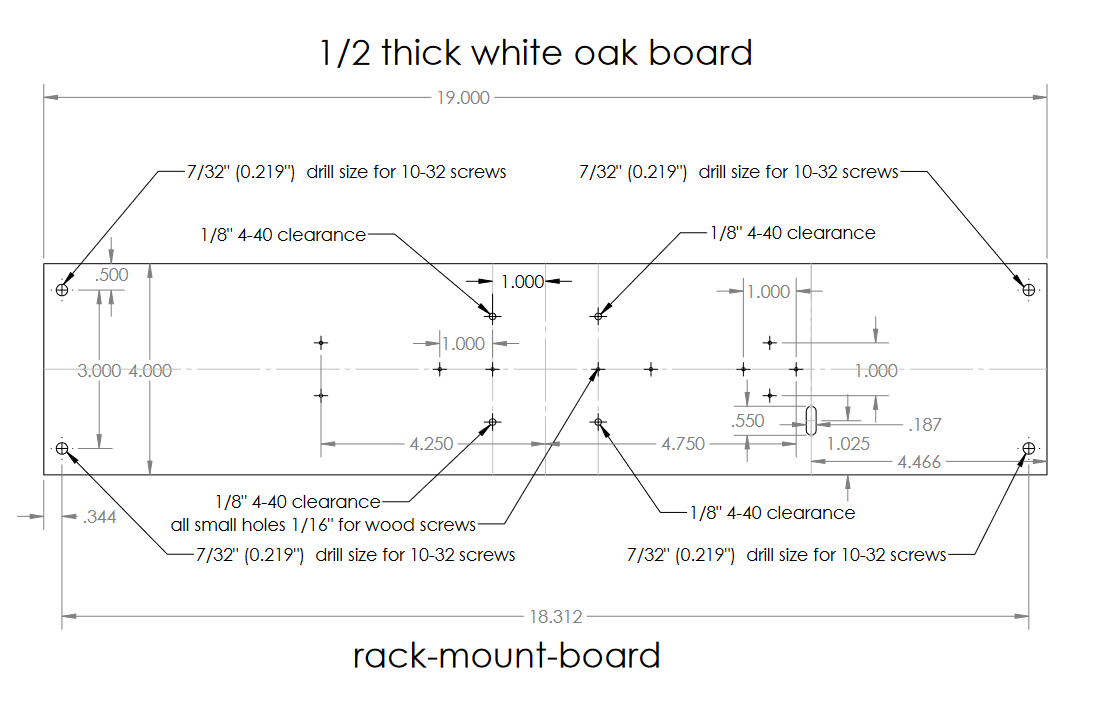 1/2 thick white oak board
19.000
7/32" (0.219")  drill size for 10-32 screws
7/32" (0.219")  drill size for 10-32 screws
1/8" 4-40 clearance
1/8" 4-40 clearance
.500
1.000
1.000
1.000
3.000
4.000
1.000
.550
.187
4.250
4.750
1.025
4.466
1/8" 4-40 clearance
.344
all small holes 1/16" for wood screws
1/8" 4-40 clearance
7/32" (0.219")  drill size for 10-32 screws
7/32" (0.219")  drill size for 10-32 screws
18.312
rack-mount-board